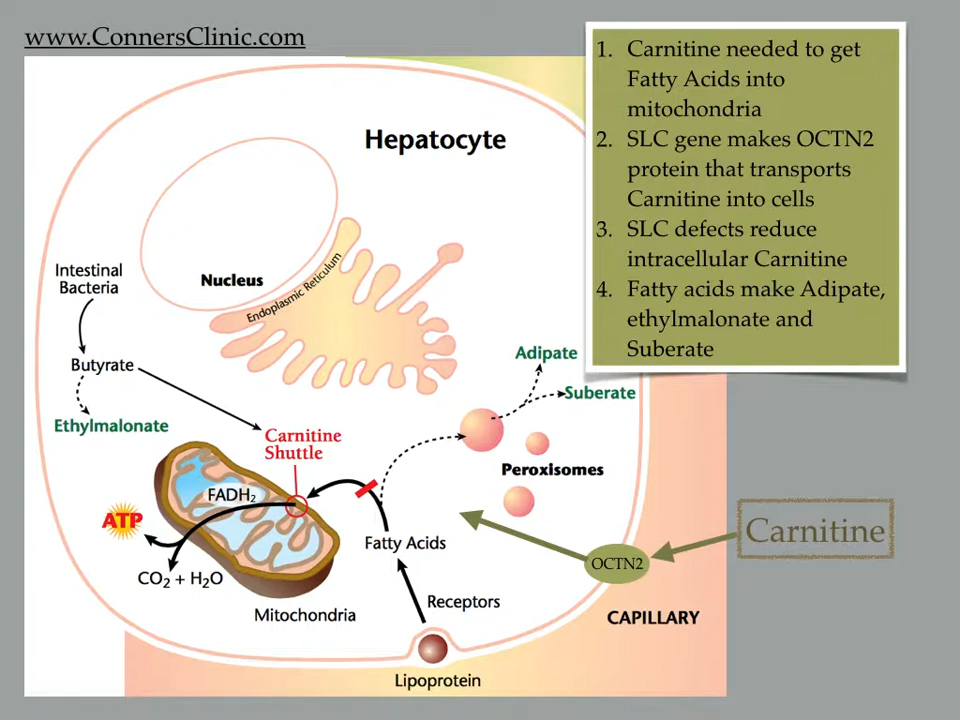 www.ConnersClinic.com
1. Carnitine needed to get
Fatty Acids into
mitochondria
2. SLC gene makes OCTN2
protein that transports
Carnitine into cells
3. SLC defects reduce
intracellular Carnitine
4. Fatty acids make Adipate,
ethylmalonate and
Suberate
Hepatocyte
Nucleus
Endoplasmic Reticulum
Intestinal
Bacteria
Butyrate
Ethylmalonate
Carnitine
Shuttle
Adipate
Suberate
Peroxisomes
FADH₂
ATP
CO₂ + H₂O
Mitochondria
Fatty Acids
Receptors
Lipoprotein
OCTN2
Carnitine
CAPILLARY